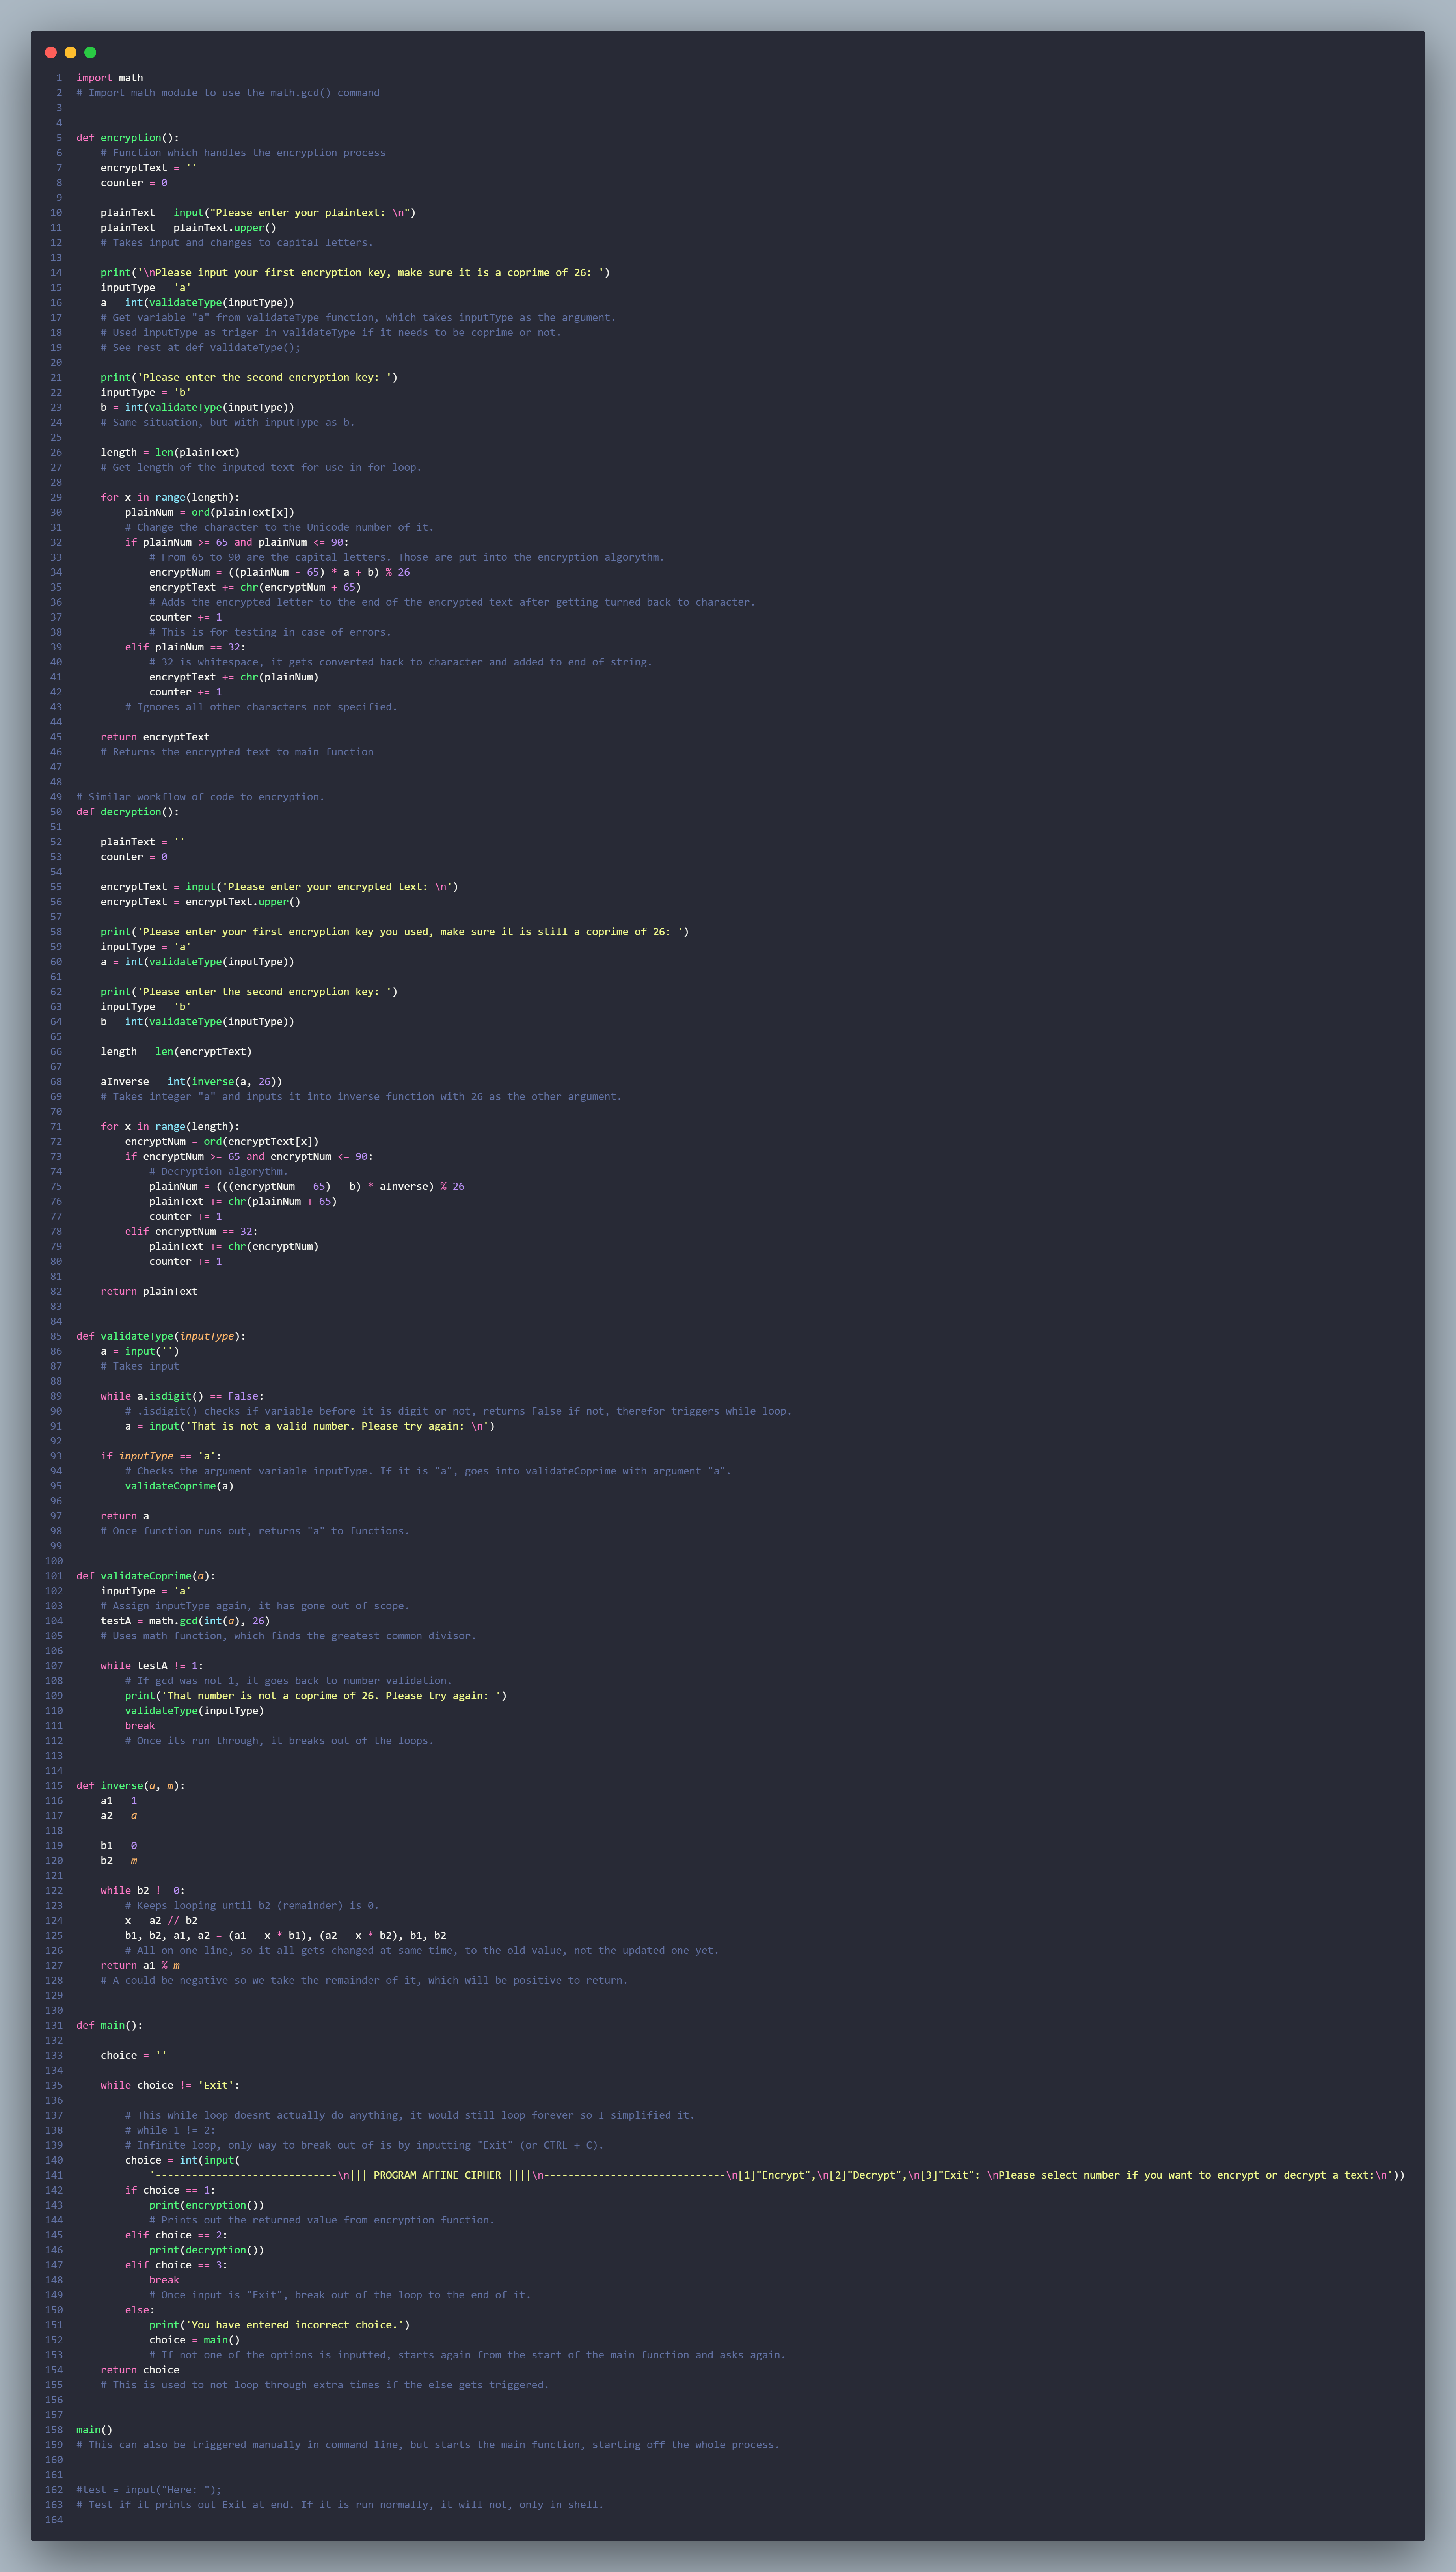 1 import math
2 # Import math module to use the math.gcd() command
3
4
5 def encryption():
6     # Function which handles the encryption process
7     encryptText = ''
8     counter = 0
9
10     plainText = input("Please enter your plaintext: \n")
11     plainText = plainText.upper()
12     # Takes input and changes to capital letters.
13
14     print('\nPlease input your first encryption key, make sure it is a coprime of 26: ')
15     inputType = 'a'
16     a = int(validateType(inputType))
17     # Get variable "a" from validateType function, which takes inputType as the argument.
18     # Used inputType as triger in validateType if it needs to be coprime or not.
19     # See rest at def validateType();
20
21     print('Please enter the second encryption key: ')
22     inputType = 'b'
23     b = int(validateType(inputType))
24     # Same situation, but with inputType as b.
25
26     length = len(plainText)
27     # Get length of the inputed text for use in for loop.
28
29     for x in range(length):
30         plainNum = ord(plainText[x])
31         # Change the character to the Unicode number of it.
32         if plainNum >= 65 and plainNum <= 90:
33             # From 65 to 90 are the capital letters. Those are put into the encryption algorythm.
34             encryptNum = ((plainNum - 65) * a + b) % 26
35             encryptText += chr(encryptNum + 65)
36             # Adds the encrypted letter to the end of the encrypted text after getting turned back to character.
37             counter += 1
38             # This is for testing in case of errors.
39         elif plainNum == 32:
40             # 32 is whitespace, it gets converted back to character and added to end of string.
41             encryptText += chr(plainNum)
42             counter += 1
43         # Ignores all other characters not specified.
44
45     return encryptText
46     # Returns the encrypted text to main function
47
48
49 # Similar workflow of code to encryption.
50 def decryption():
51
52     plainText = ''
53     counter = 0
54
55     encryptText = input('Please enter your encrypted text: \n')
56     encryptText = encryptText.upper()
57
58     print('Please enter your first encryption key you used, make sure it is still a coprime of 26: ')
59     inputType = 'a'
60     a = int(validateType(inputType))
61
62     print('Please enter the second encryption key: ')
63     inputType = 'b'
64     b = int(validateType(inputType))
65
66     length = len(encryptText)
67
68     aInverse = int(inverse(a, 26))
69     # Takes integer "a" and inputs it into inverse function with 26 as the other argument.
70
71     for x in range(length):
72         encryptNum = ord(encryptText[x])
73         if encryptNum >= 65 and encryptNum <= 90:
74             # Decryption algorythm.
75             plainNum = (((encryptNum - 65) - b) * aInverse) % 26
76             plainText += chr(plainNum + 65)
77             counter += 1
78         elif encryptNum == 32:
79             plainText += chr(encryptNum)
80             counter += 1
81
82     return plainText
83
84
85 def validateType(inputType):
86     a = input('')
87     # Takes input
88
89     while a.isdigit() == False:
90         # .isdigit() checks if variable before it is digit or not, returns False if not, therefor triggers while loop.
91         a = input('That is not a valid number. Please try again: \n')
92
93     if inputType == 'a':
94         # Checks the argument variable inputType. If it is "a", goes into validateCoprime with argument "a".
95         validateCoprime(a)
96
97     return a
98     # Once function runs out, returns "a" to functions.
99
100
101 def validateCoprime(a):
102     inputType = 'a'
103     # Assign inputType again, it has gone out of scope.
104     testA = math.gcd(int(a), 26)
105     # Uses math function, which finds the greatest common divisor.
106
107     while testA != 1:
108         # If gcd was not 1, it goes back to number validation.
109         print('That number is not a coprime of 26. Please try again: ')
110         validateType(inputType)
111         break
112         # Once its run through, it breaks out of the loops.
113
114
115 def inverse(a, m):
116     a1 = 1
117     a2 = a
118
119     b1 = 0
120     b2 = m
121
122     while b2 != 0:
123         # Keeps looping until b2 (remainder) is 0.
124         x = a2 // b2
125         b1, b2, a1, a2 = (a1 - x * b1), (a2 - x * b2), b1, b2
126         # All on one line, so it all gets changed at same time, to the old value, not the updated one yet.
127     return a1 % m
128     # A could be negative so we take the remainder of it, which will be positive to return.
129
130
131 def main():
132
133     choice = ''
134
135     while choice != 'Exit':
136
137         # This while loop doesnt actually do anything, it would still loop forever so I simplified it.
138         # while 1 != 2:
139         # Infinite loop, only way to break out of is by inputting "Exit" (or CTRL + C).
140         choice = int(input(
141             '------------------------------\n||| PROGRAM AFFINE CIPHER ||||\n------------------------------\n[1]"Encrypt",\n[2]"Decrypt",\n[3]"Exit": \nPlease select number if you want to encrypt or decrypt a text:\n'))
142         if choice == 1:
143             print(encryption())
144             # Prints out the returned value from encryption function.
145         elif choice == 2:
146             print(decryption())
147         elif choice == 3:
148             break
149             # Once input is "Exit", break out of the loop to the end of it.
150         else:
151             print('You have entered incorrect choice.')
152             choice = main()
153             # If not one of the options is inputted, starts again from the start of the main function and asks again.
154     return choice
155     # This is used to not loop through extra times if the else gets triggered.
156
157
158 main()
159 # This can also be triggered manually in command line, but starts the main function, starting off the whole process.
160
161
162 #test = input("Here: ");
163 # Test if it prints out Exit at end. If it is run normally, it will not, only in shell.
164